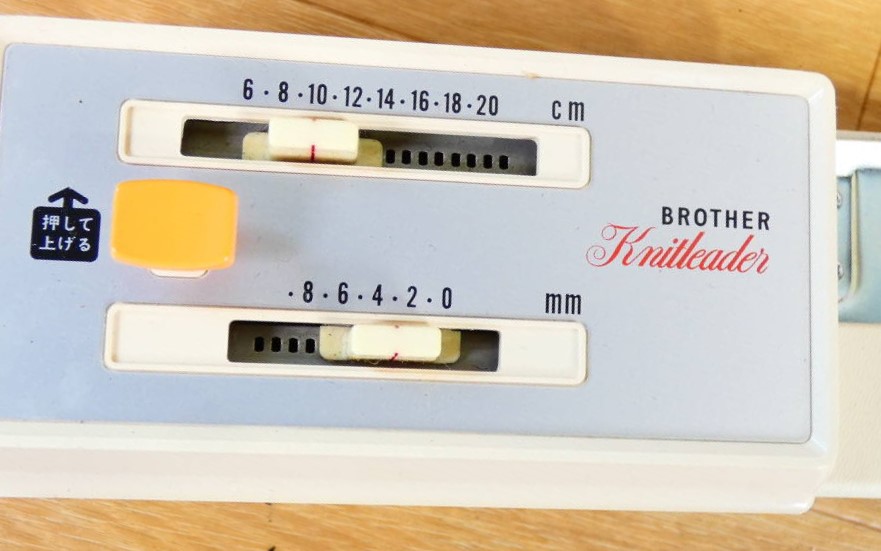 6・8・10・12・14・16・18・20 cm
押して
上げる
BROTHER
Knitleader
・8・6・4・2・0 mm